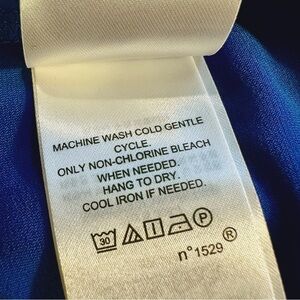 MACHINE WASH COLD GENTLE
CYCLE.
ONLY NON-CHLORINE BLEACH
WHEN NEEDED.
HANG TO DRY.
COOL IRON IF NEEDED.
30 P
n°1529 ®